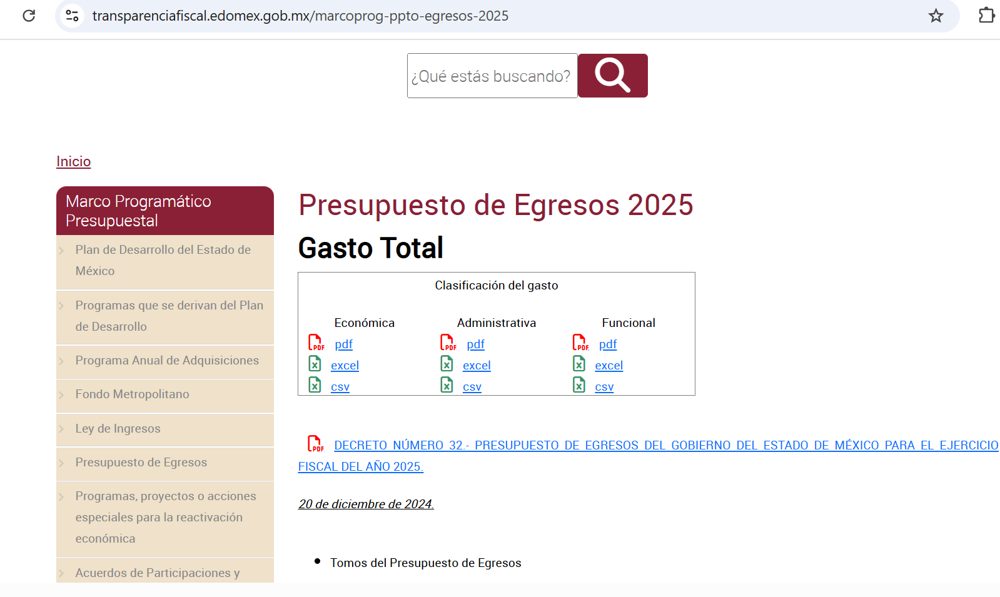 transparenciafiscal.edomex.gob.mx/marcoprog-ppto-egresos-2025
¿Qué estás buscando?
Inicio
Marco Programático
Presupuestal
Plan de Desarrollo del Estado de
México
Programas que se derivan del Plan
de Desarrollo
Programa Anual de Adquisiciones
Fondo Metropolitano
Ley de Ingresos
Presupuesto de Egresos
Programas, proyectos o acciones
especiales para la reactivación
económica
Acuerdos de Participaciones y
Presupuesto de Egresos 2025
Gasto Total
Clasificación del gasto
Económica Administrativa Funcional
PDF pdf PDF pdf PDF pdf
excel excel excel
csv csv csv
PDF DECRETO NÚMERO 32.- PRESUPUESTO DE EGRESOS DEL GOBIERNO DEL ESTADO DE MÉXICO PARA EL EJERCICIO
FISCAL DEL AÑO 2025.
20 de diciembre de 2024.
• Tomos del Presupuesto de Egresos